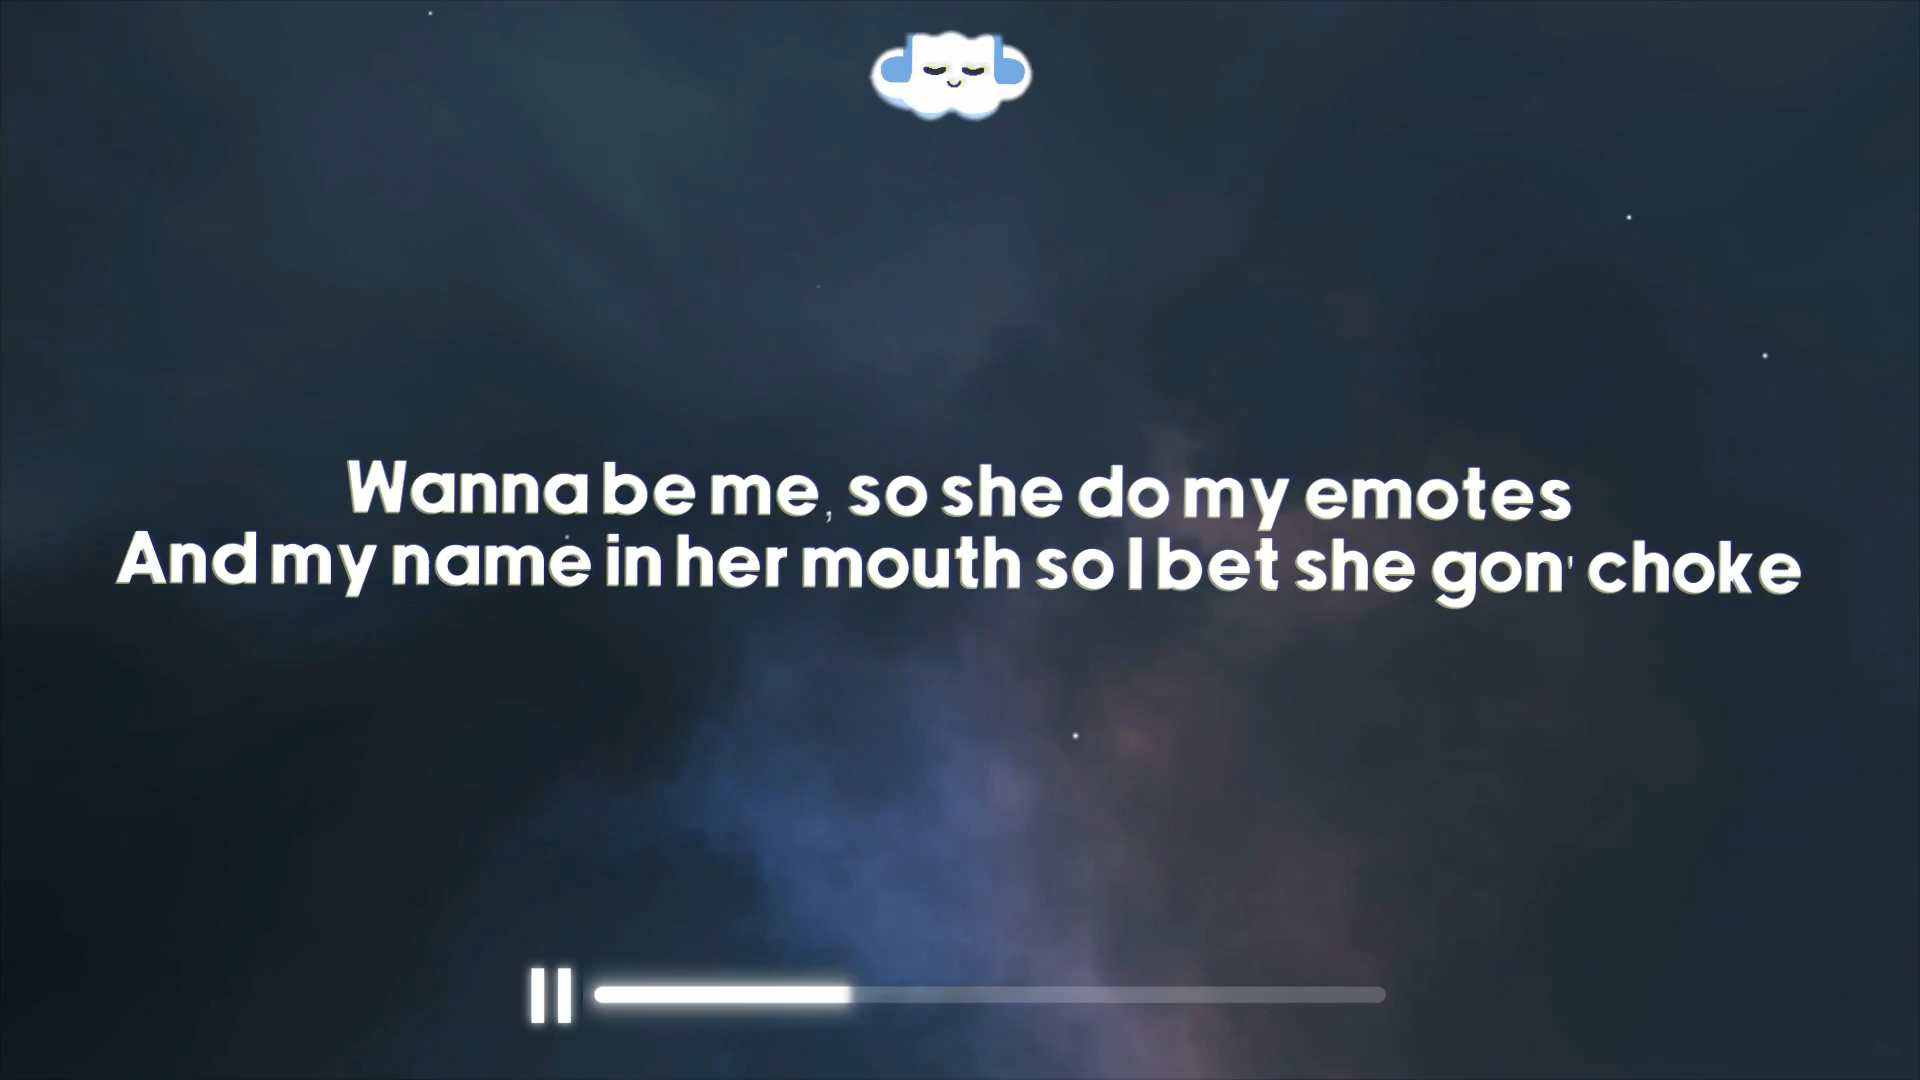 Wanna be me, so she do my emotes
And my name in her mouth so I bet she gon' choke